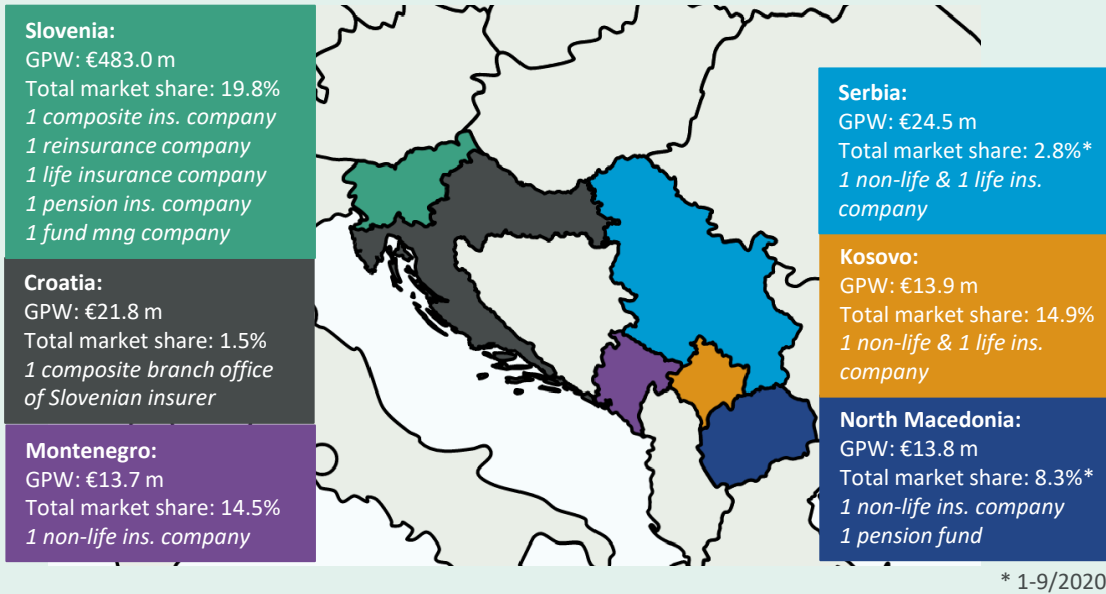 Slovenia:
GPW: €483.0 m
Total market share: 19.8%
1 composite ins. company
1 reinsurance company
1 life insurance company
1 pension ins. company
1 fund mng company
Croatia:
GPW: €21.8 m
Total market share: 1.5%
1 composite branch office
of Slovenian insurer
Montenegro:
GPW: €13.7 m
Total market share: 14.5%
1 non-life ins. company
Serbia:
GPW: €24.5 m
Total market share: 2.8%*
1 non-life & 1 life ins.
company
Kosovo:
GPW: €13.9 m
Total market share: 14.9%
1 non-life & 1 life ins.
company
North Macedonia:
GPW: €13.8 m
Total market share: 8.3%*
1 non-life ins. company
1 pension fund
* 1-9/2020